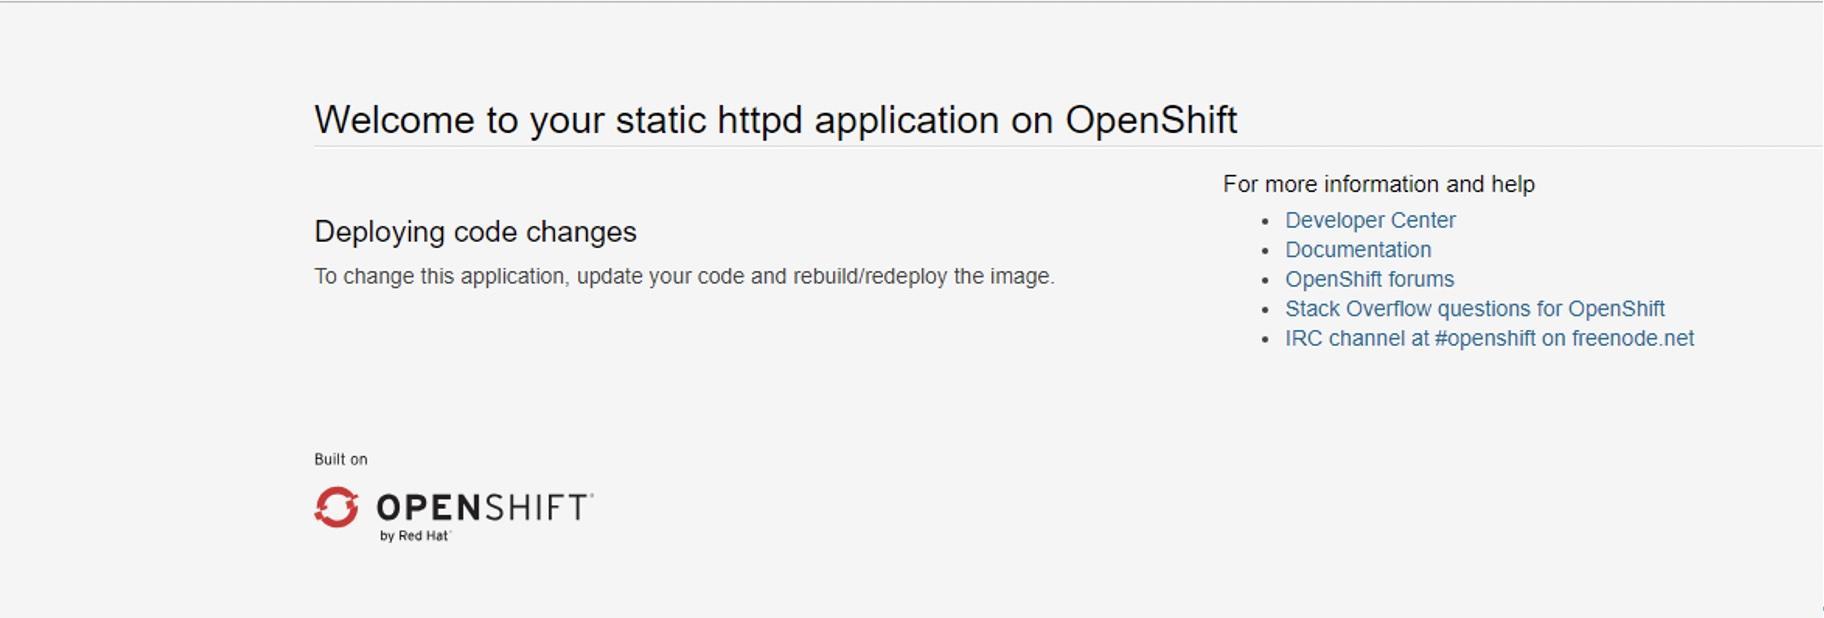 Welcome to your static httpd application on OpenShift
Deploying code changes
To change this application, update your code and rebuild/redeploy the image.
For more information and help
Developer Center
Documentation
OpenShift forums
Stack Overflow questions for OpenShift
IRC channel at #openshift on freenode.net
Built on
OPENSHIFT
by Red Hat